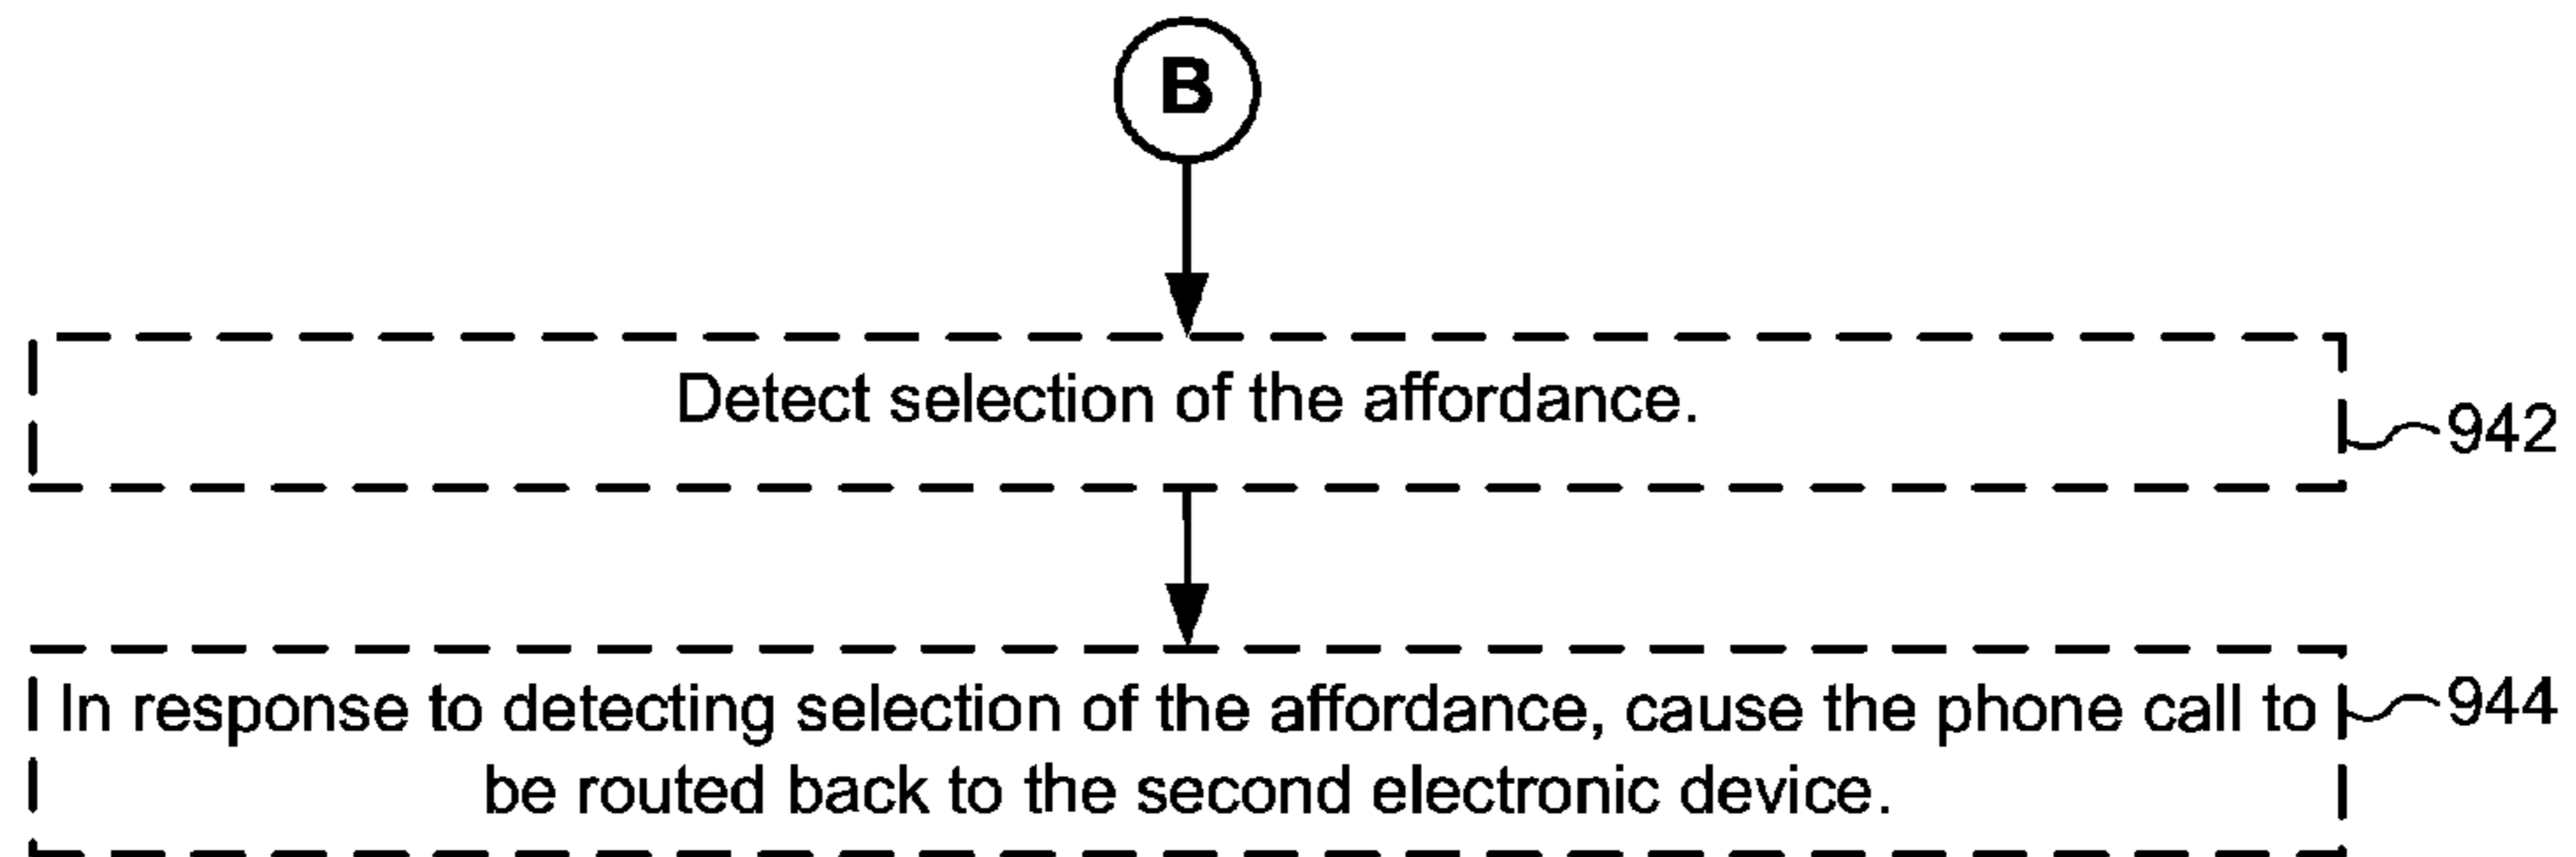 B
Detect selection of the affordance.
942
In response to detecting selection of the affordance, cause the phone call to
be routed back to the second electronic device.
944